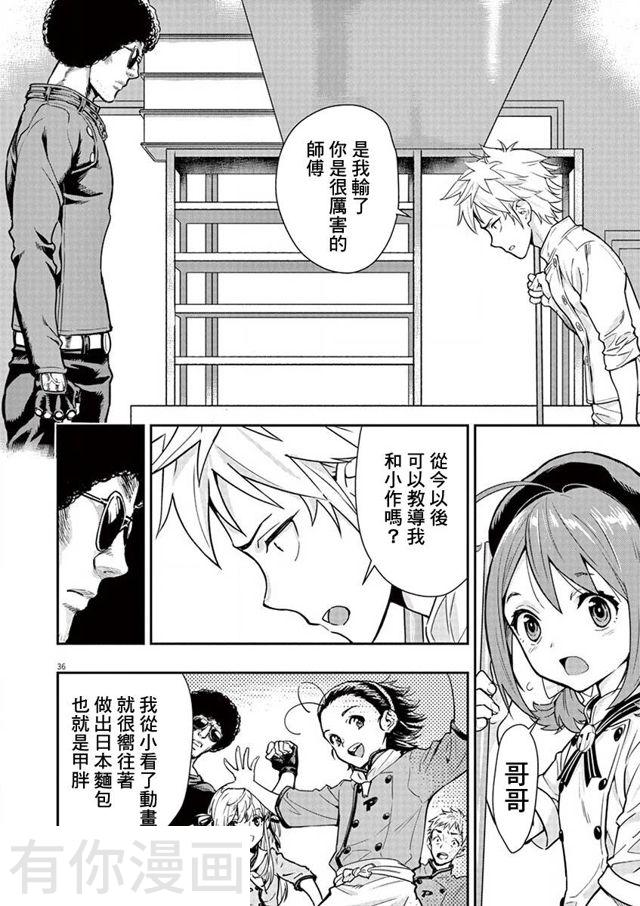 是我輸了
你是很厲害的
師傅
從今以後
可以教導我
和小作嗎？
哥哥
36
我從小看了動畫
就很嚮往著
做出日本麵包
也就是甲胖
P
有你漫画